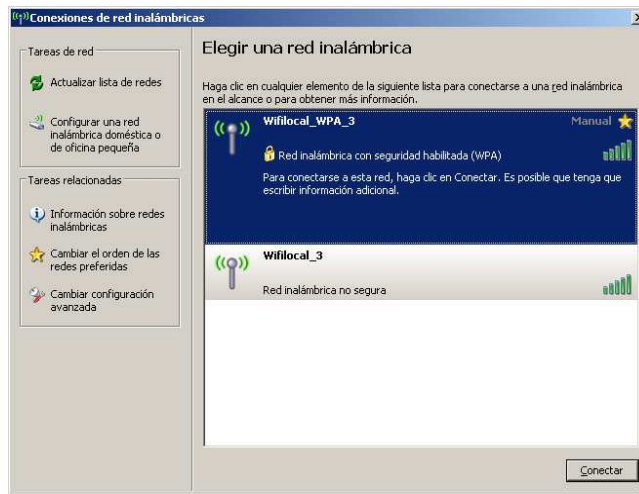 Conexiones de red inalámbricas
Tareas de red
Actualizar lista de redes
Configurar una red
inalámbrica doméstica o
de oficina pequeña
Tareas relacionadas
Información sobre redes
inalámbricas
Cambiar el orden de las
redes preferidas
Cambiar configuración
avanzada
Elegir una red inalámbrica
Haga clic en cualquier elemento de la siguiente lista para conectarse a una red inalámbrica
en el alcance o para obtener más información.
Wifilocal_WPA_3 Manual
Red inalámbrica con seguridad habilitada (WPA)
Para conectarse a esta red, haga clic en Conectar. Es posible que tenga que
escribir información adicional.
Wifilocal_3
Red inalámbrica no segura
Conectar